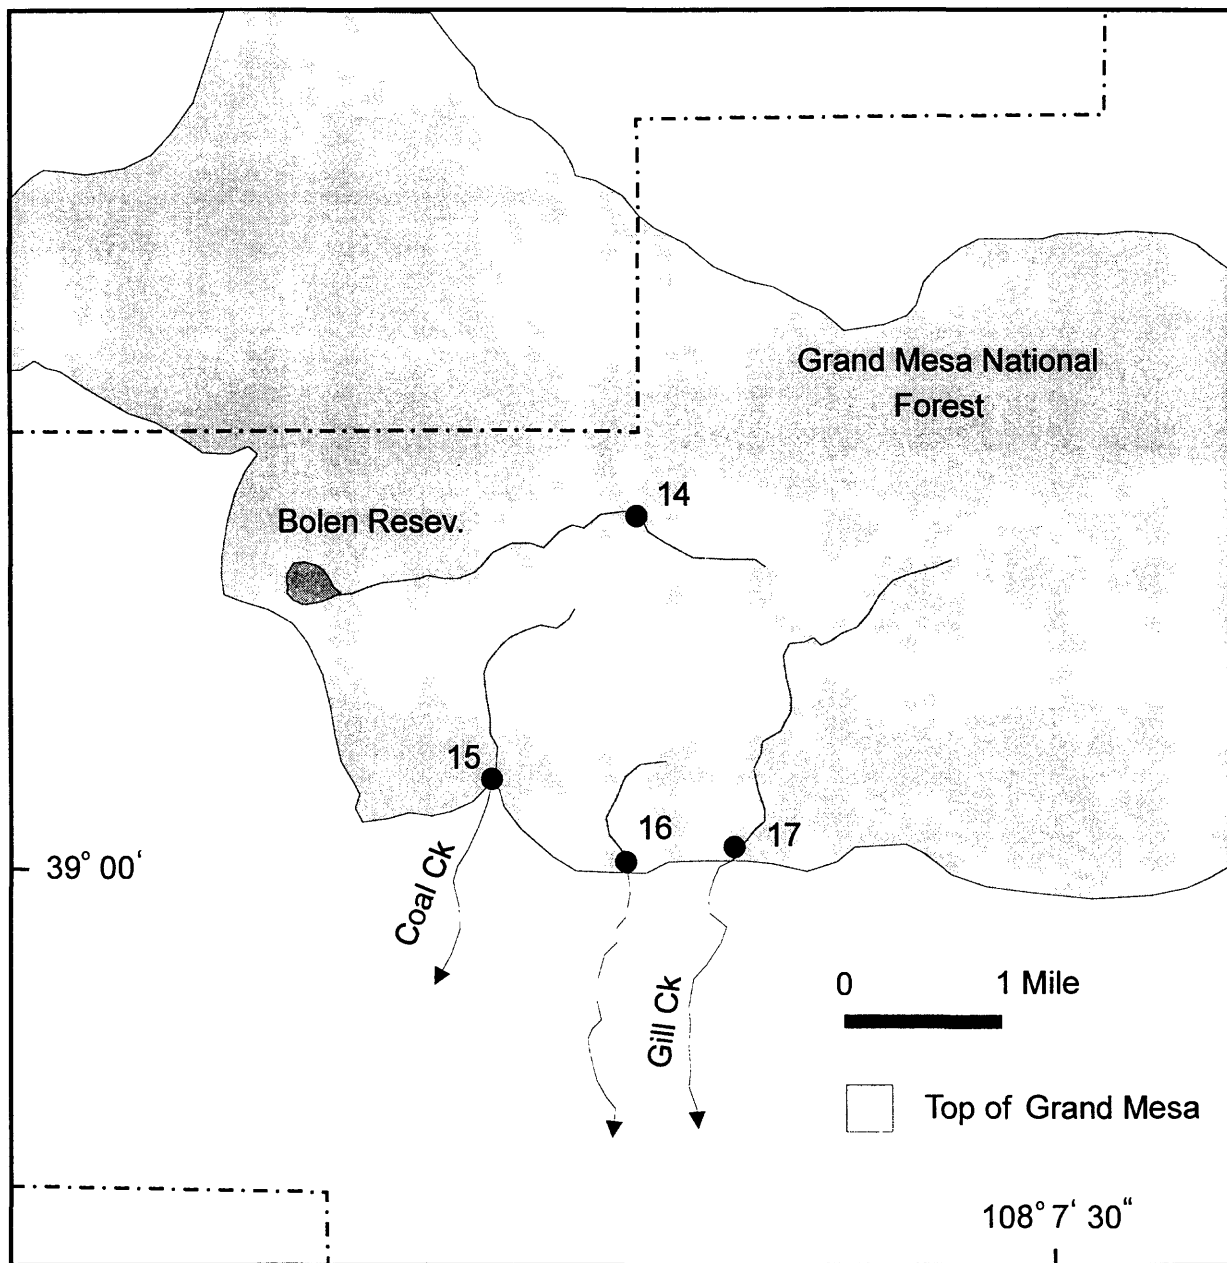 Grand Mesa National
Forest
14
Bolen Resev.
15
16
17
39° 00‘
Coal Ck
Gill Ck
0 1 Mile
Top of Grand Mesa
108° 7‘ 30“